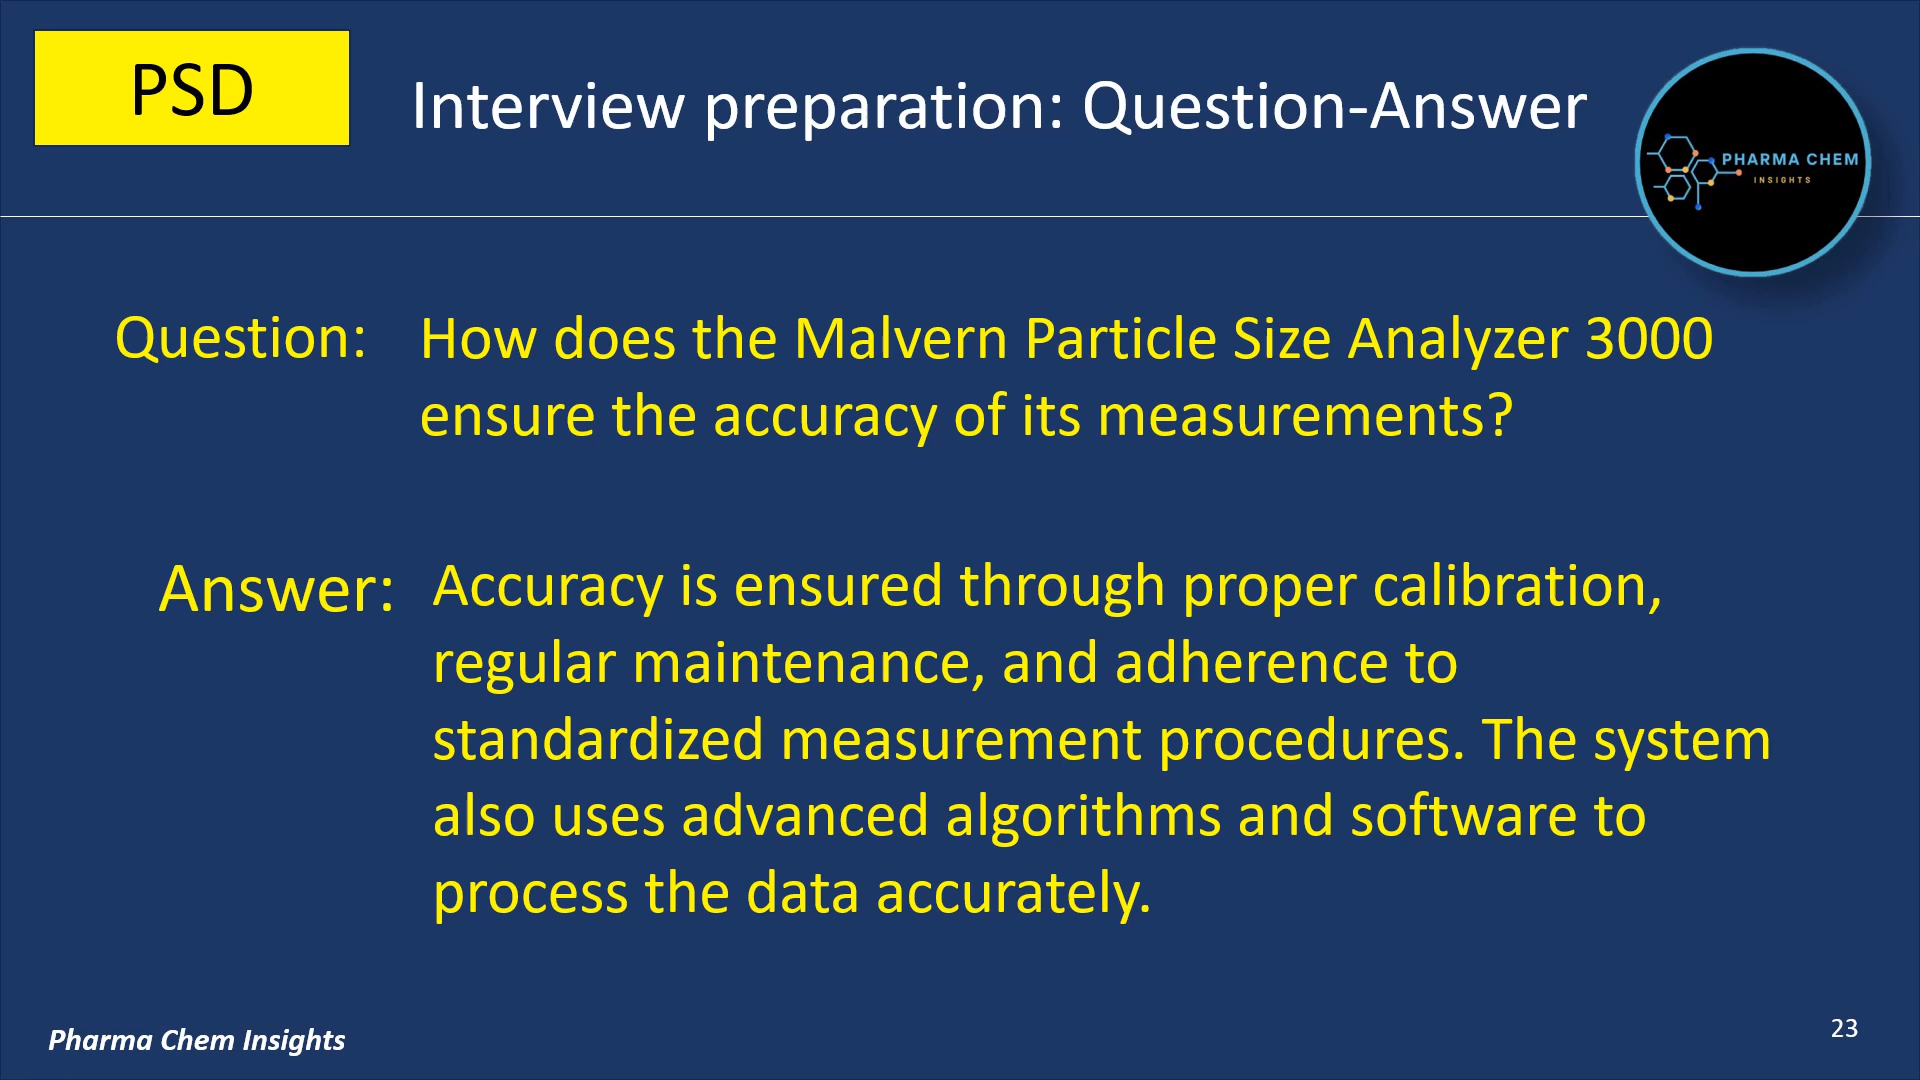 PSD
Interview preparation: Question-Answer
PHARMA CHEM
INSIGHTS
Question: How does the Malvern Particle Size Analyzer 3000
ensure the accuracy of its measurements?
Answer: Accuracy is ensured through proper calibration,
regular maintenance, and adherence to
standardized measurement procedures. The system
also uses advanced algorithms and software to
process the data accurately.
Pharma Chem Insights
23